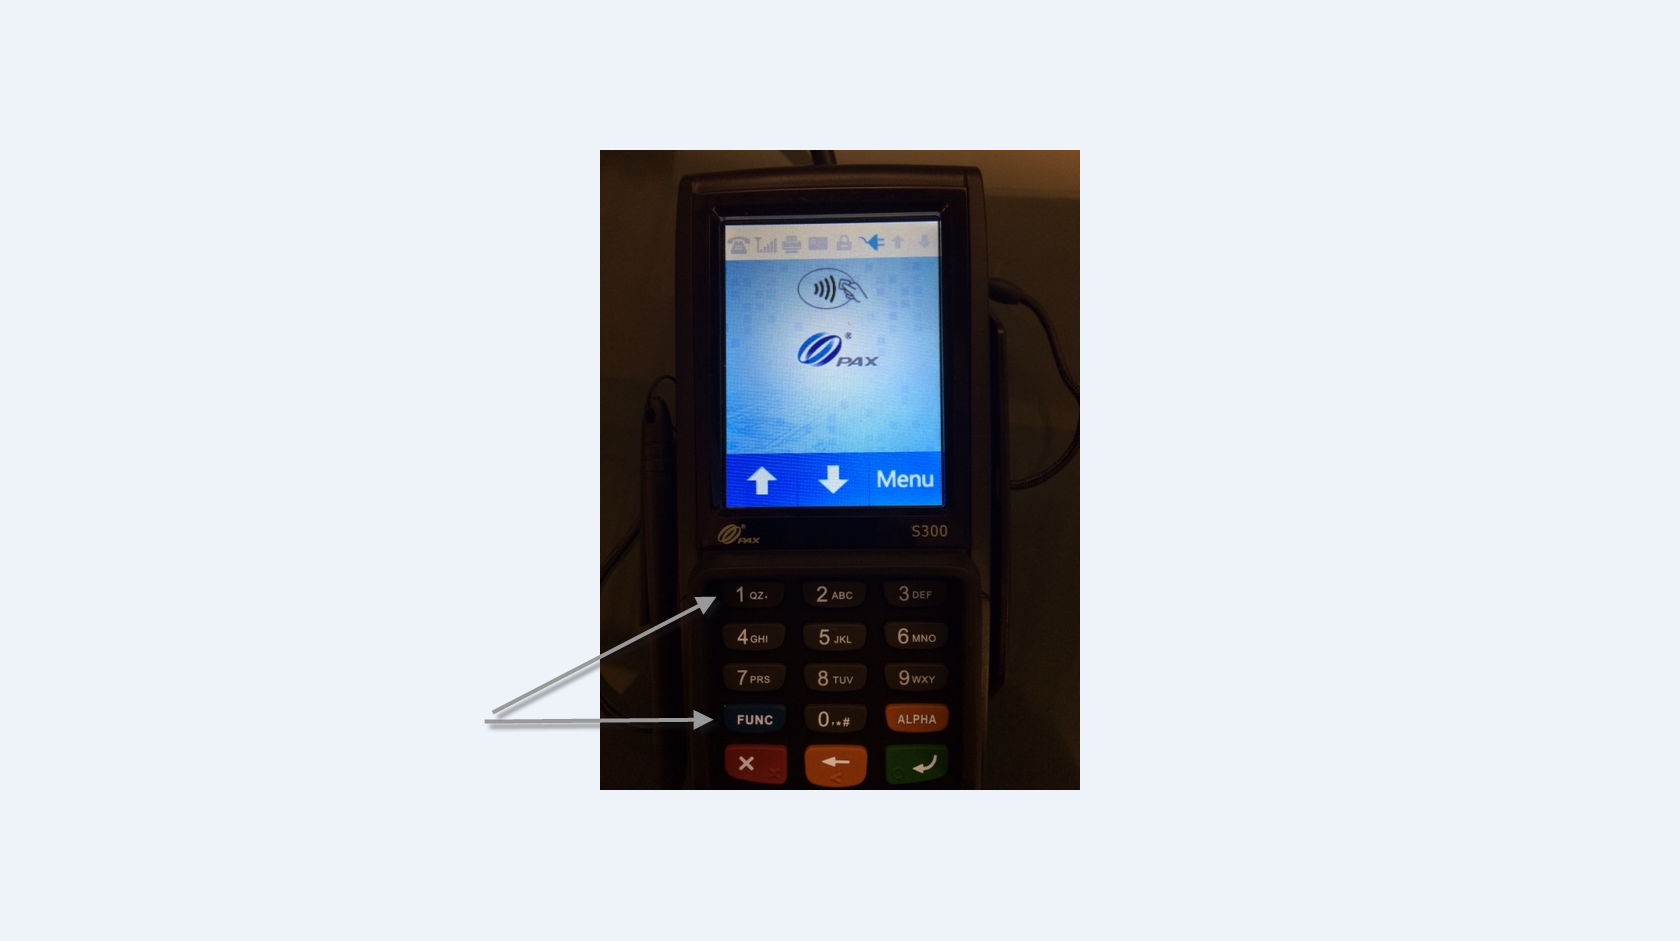 PAX
Menu
PAX S300
1 QZ. 2 ABC 3 DEF
4 GHI 5 JKL 6 MNO
7 PRS 8 TUV 9 WXY
FUNC 0,*# ALPHA